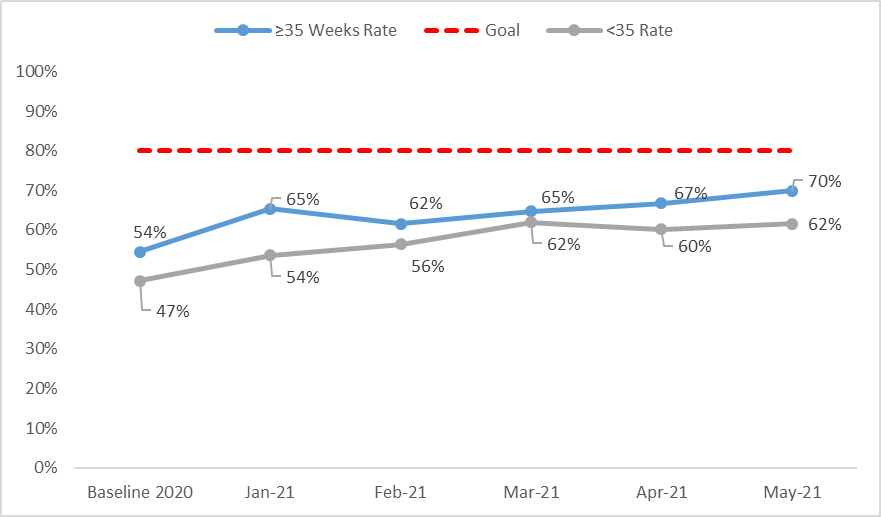 ≥35 Weeks Rate Goal <35 Rate
100%
90%
80%
70%
60%
50%
40%
30%
20%
10%
0%
54% 65% 62% 65% 67% 70%
47% 54% 56% 62% 60% 62%
Baseline 2020 Jan-21 Feb-21 Mar-21 Apr-21 May-21